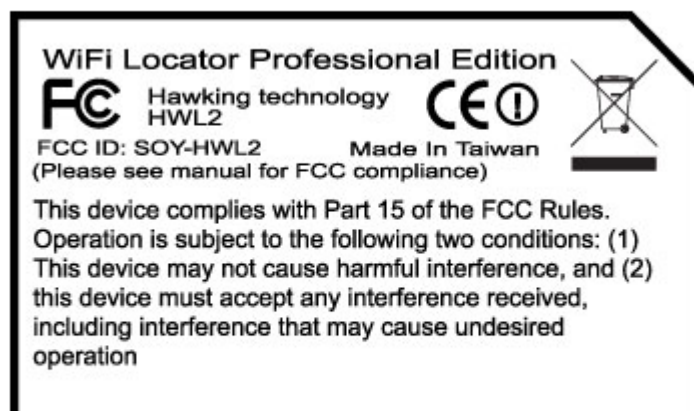 WiFi Locator Professional Edition
FC Hawking technology CE
HWL2
FCC ID: SOY-HWL2 Made In Taiwan
(Please see manual for FCC compliance)
This device complies with Part 15 of the FCC Rules.
Operation is subject to the following two conditions: (1)
This device may not cause harmful interference, and (2)
this device must accept any interference received,
including interference that may cause undesired
operation